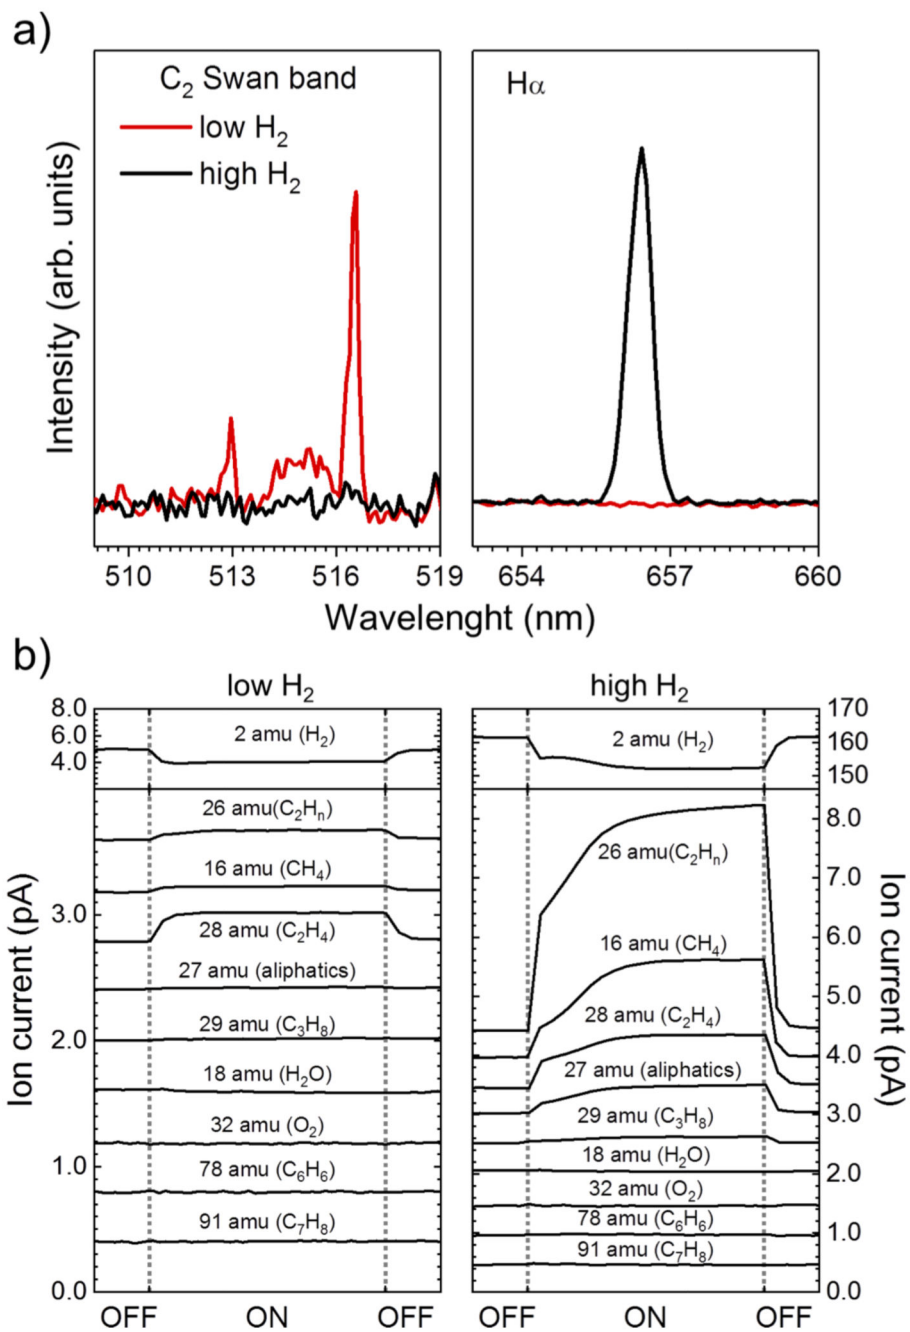 a)
C₂ Swan band
low H₂
high H₂
Hα
Intensity (arb. units)
510 513 516 519 654 657 660
Wavelenght (nm)
b)
low H₂ high H₂
8.0
6.0
4.0
3.0
2.0
1.0
0.0
Ion current (pA)
2 amu (H₂)
26 amu(C₂Hₙ)
16 amu (CH₄)
28 amu (C₂H₄)
27 amu (aliphatics)
29 amu (C₃H₈)
18 amu (H₂O)
32 amu (O₂)
78 amu (C₆H₆)
91 amu (C₇H₈)
OFF ON OFF
2 amu (H₂)
26 amu(C₂Hₙ)
16 amu (CH₄)
28 amu (C₂H₄)
27 amu (aliphatics)
29 amu (C₃H₈)
18 amu (H₂O)
32 amu (O₂)
78 amu (C₆H₆)
91 amu (C₇H₈)
OFF ON OFF
170
160
150
8.0
7.0
6.0
5.0
4.0
3.0
2.0
1.0
0.0
Ion current (pA)